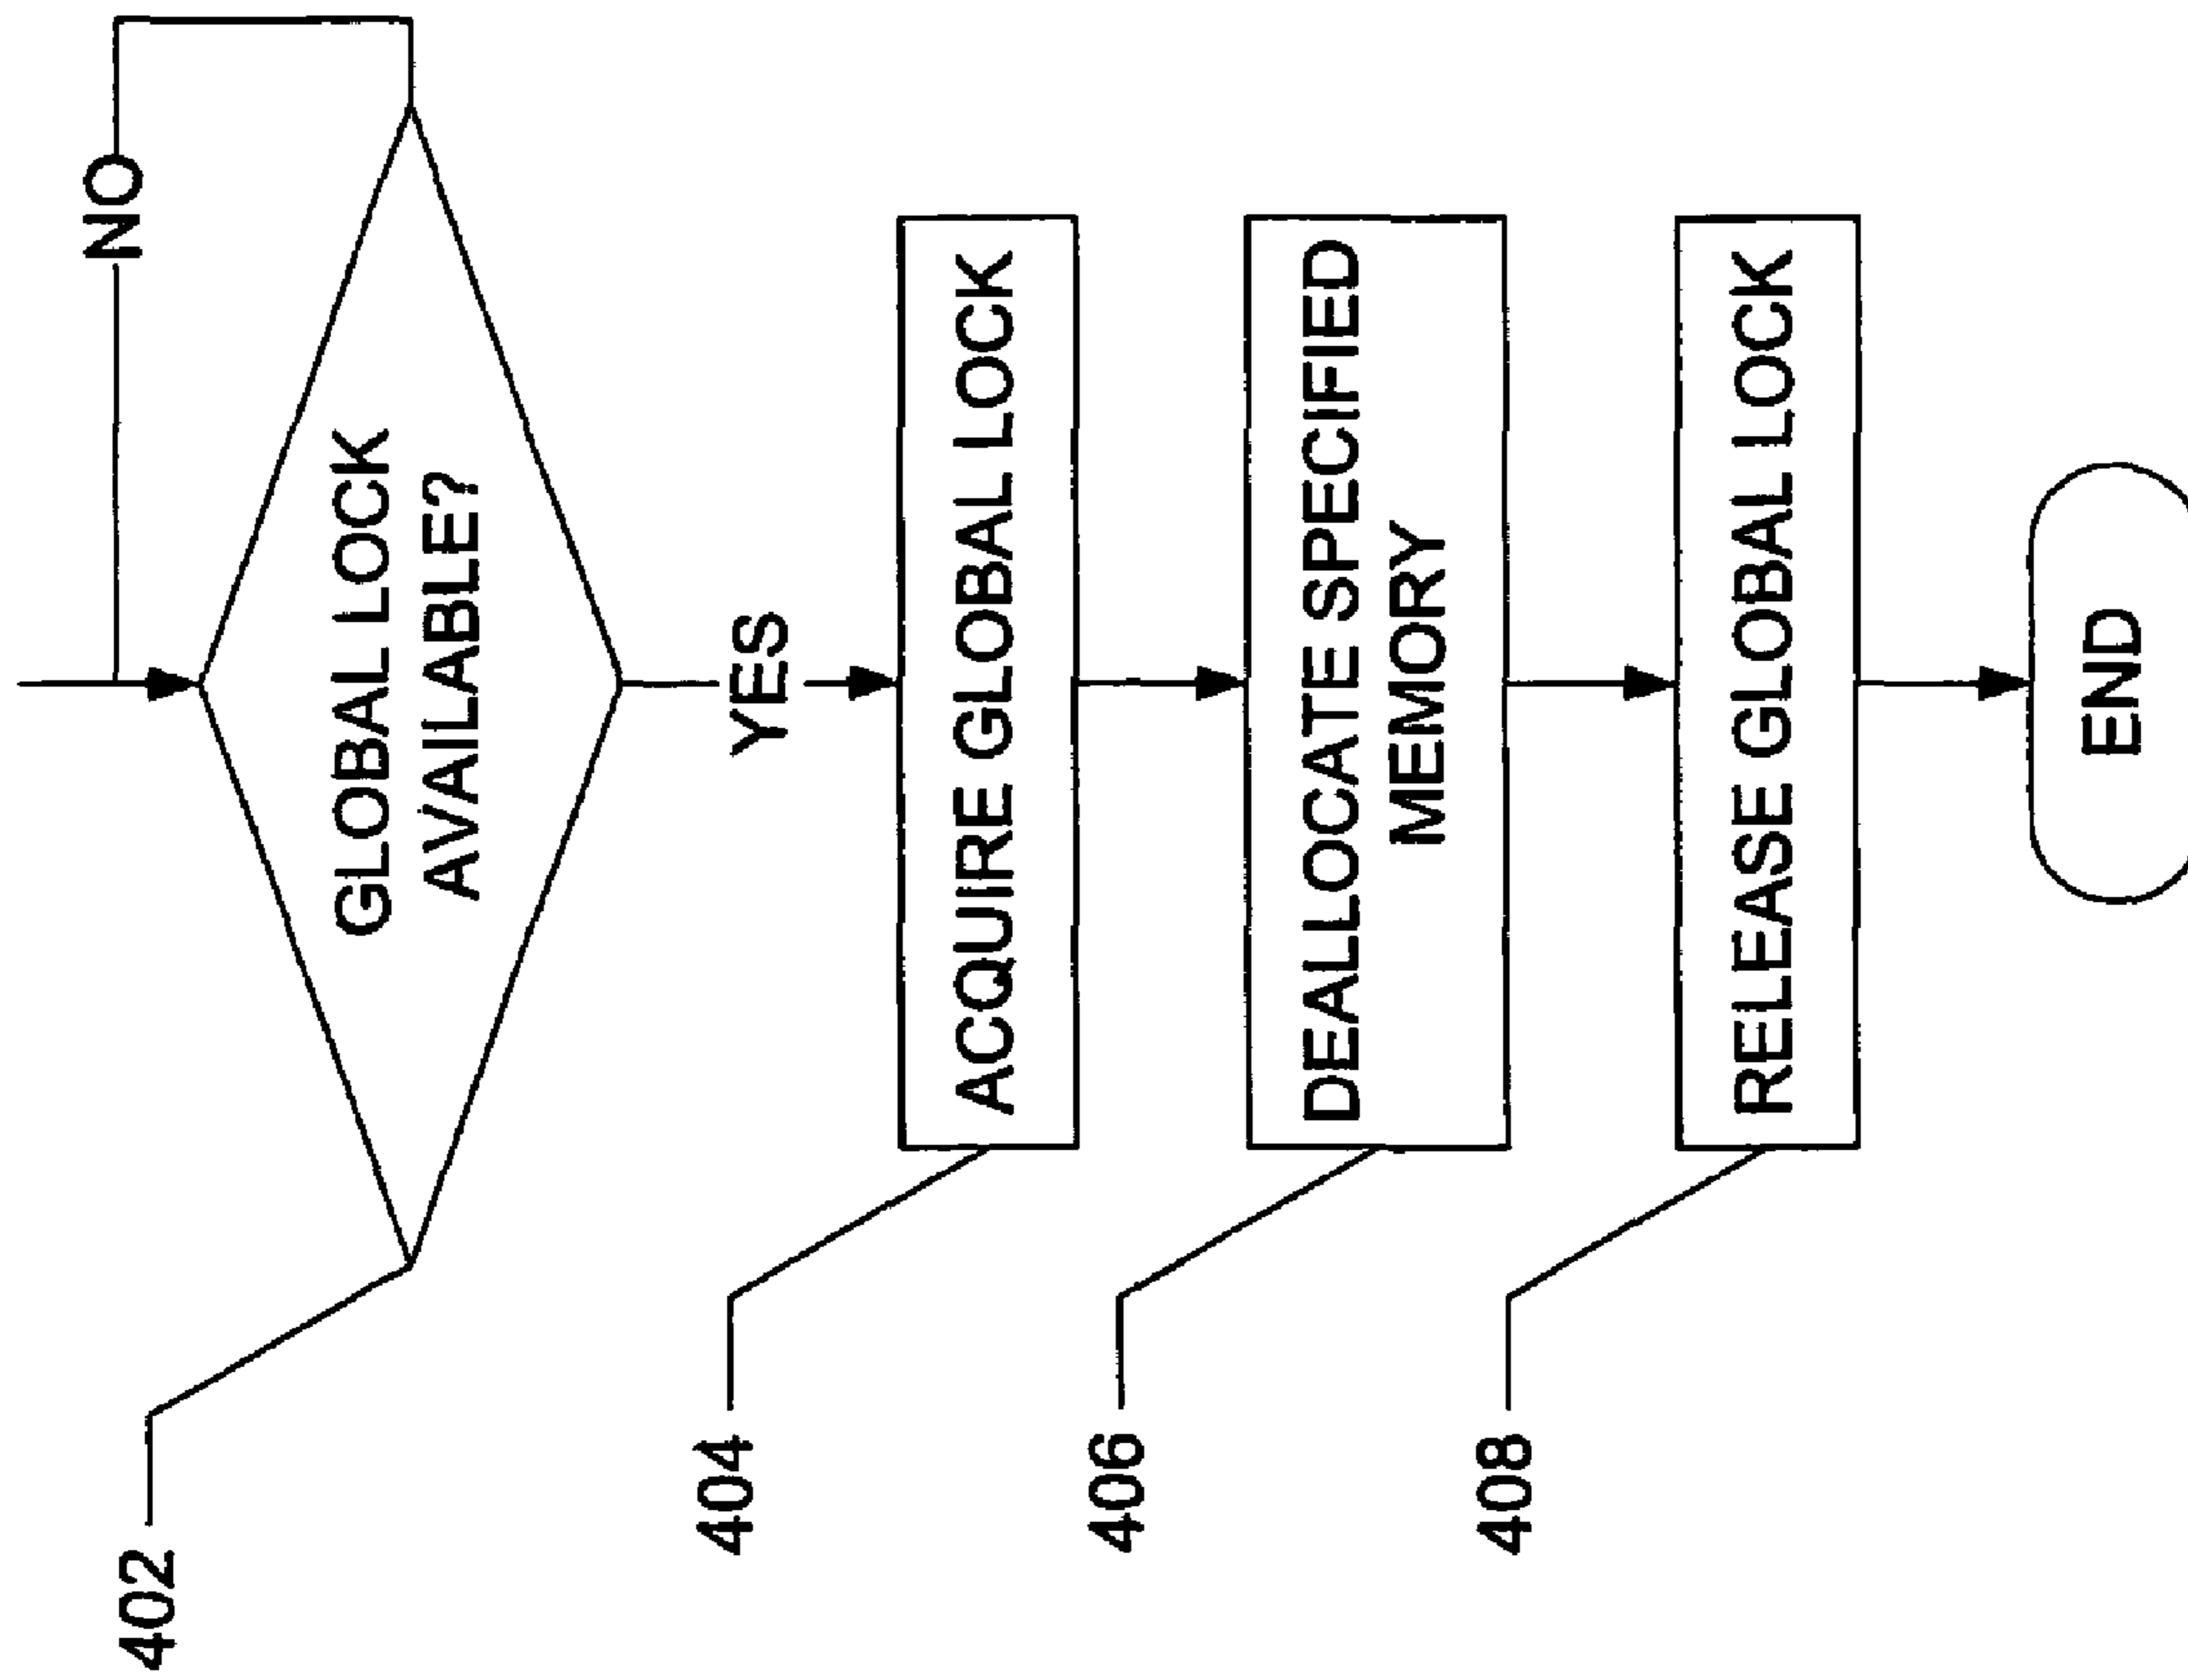 NO
402
GLOBAL LOCK
AVAILABLE?
YES
404
ACQUIRE GLOBAL LOCK
406
DEALLOCATE SPECIFIED
MEMORY
408
RELEASE GLOBAL LOCK
END